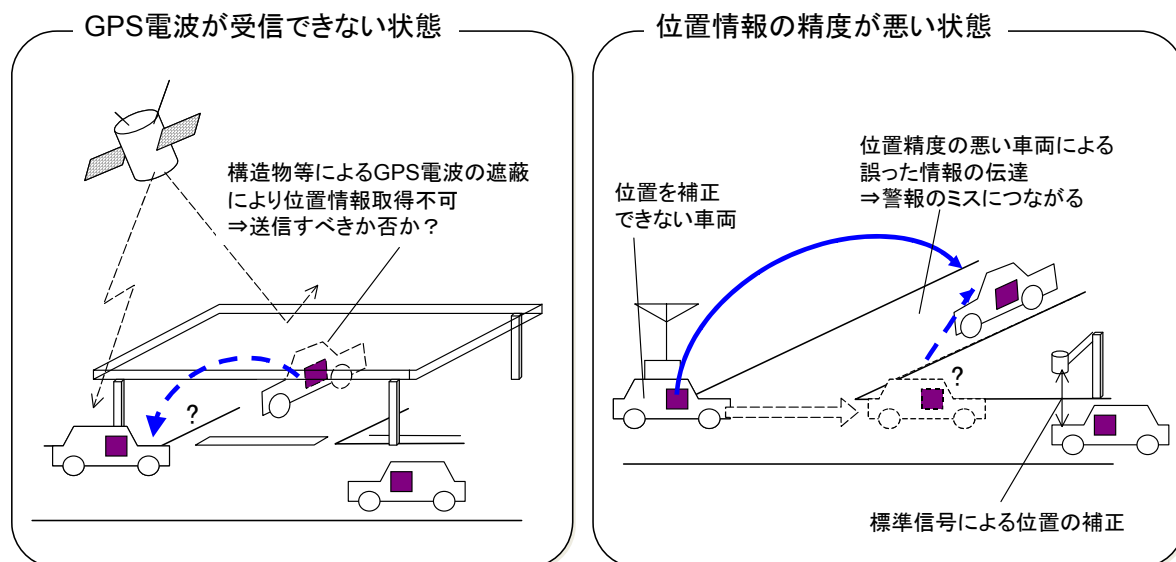 GPS電波が受信できない状態
構造物等によるGPS電波の遮蔽
により位置情報取得不可
⇒送信すべきか否か？
?
位置情報の精度が悪い状態
位置を補正
できない車両
位置精度の悪い車両による
誤った情報の伝達
⇒警報のミスにつながる
?
標準信号による位置の補正